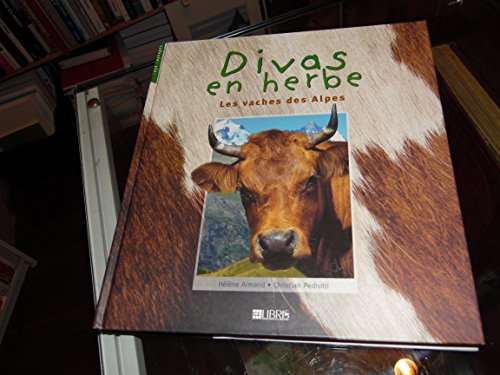 Divas
en herbe
Les vaches des Alpes
Hélène Armand • Christian Pedrotti
LIBRIS